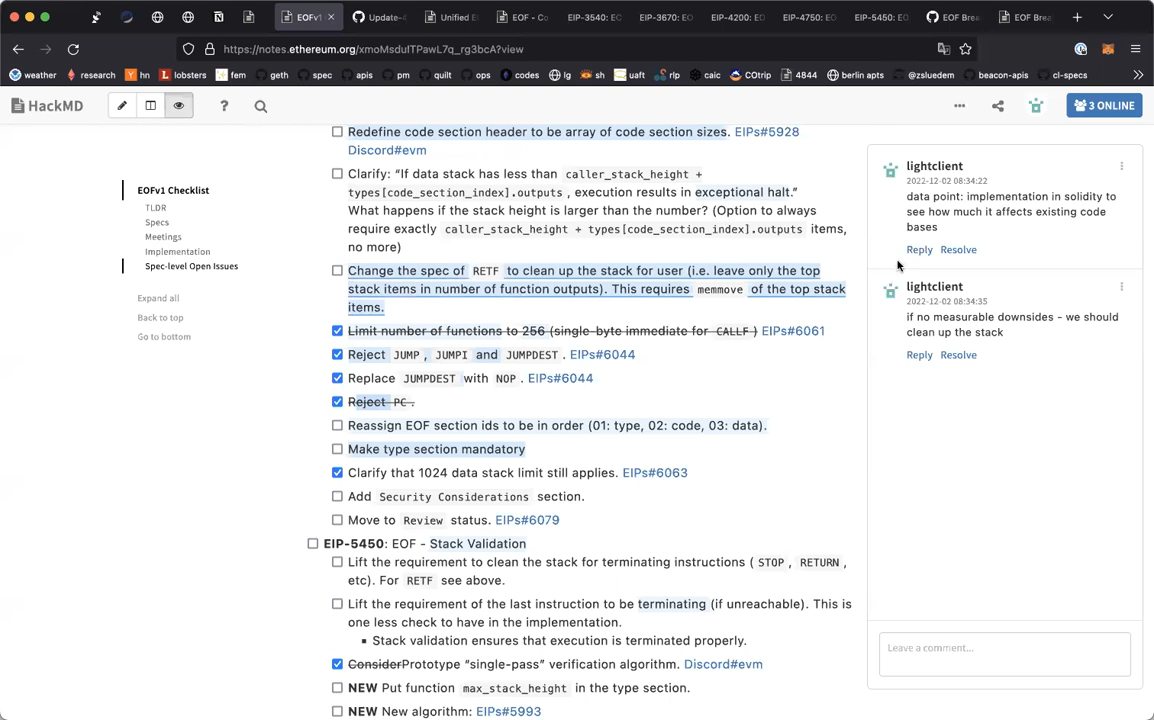 EOFv1
Update-4
Unified E
EOF - Co
EIP-3540: EO
EIP-3670: EO
EIP-4200: EO
EIP-4750: EO
EIP-5450: EO
EOF Brea
EOF Brea
https://notes.ethereum.org/xmoMsduITPawL7q_rg3bcA?view
weather
research
hn
lobsters
fem
geth
spec
apis
pm
quilt
ops
codes
lg
sh
uaft
rlp
caic
COtrip
4844
berlin apts
@zsluedem
beacon-apis
cl-specs
HackMD
3 ONLINE
EOFv1 Checklist
TLDR
Specs
Meetings
Implementation
Spec-level Open Issues
Expand all
Back to top
Go to bottom
Redefine code section header to be array of code section sizes. EIPs#5928
Discord#evm
Clarify: “If data stack has less than caller_stack_height +
types[code_section_index].outputs , execution results in exceptional halt.”
What happens if the stack height is larger than the number? (Option to always
require exactly caller_stack_height + types[code_section_index].outputs items,
no more)
Change the spec of RETF to clean up the stack for user (i.e. leave only the top
stack items in number of function outputs). This requires memmove of the top stack
items.
Limit number of functions to 256 (single-byte immediate for CALLF ) EIPs#6061
Reject JUMP , JUMPI and JUMPDEST . EIPs#6044
Replace JUMPDEST with NOP . EIPs#6044
Reject PC .
Reassign EOF section ids to be in order (01: type, 02: code, 03: data).
Make type section mandatory
Clarify that 1024 data stack limit still applies. EIPs#6063
Add Security Considerations section.
Move to Review status. EIPs#6079
EIP-5450: EOF - Stack Validation
Lift the requirement to clean the stack for terminating instructions ( STOP , RETURN ,
etc). For RETF see above.
Lift the requirement of the last instruction to be terminating (if unreachable). This is
one less check to have in the implementation.
Stack validation ensures that execution is terminated properly.
ConsiderPrototype “single-pass” verification algorithm. Discord#evm
NEW Put function max_stack_height in the type section.
NEW New algorithm: EIPs#5993
lightclient
2022-12-02 08:34:22
data point: implementation in solidity to
see how much it affects existing code
bases
Reply Resolve
lightclient
2022-12-02 08:34:35
if no measurable downsides - we should
clean up the stack
Reply Resolve
Leave a comment...